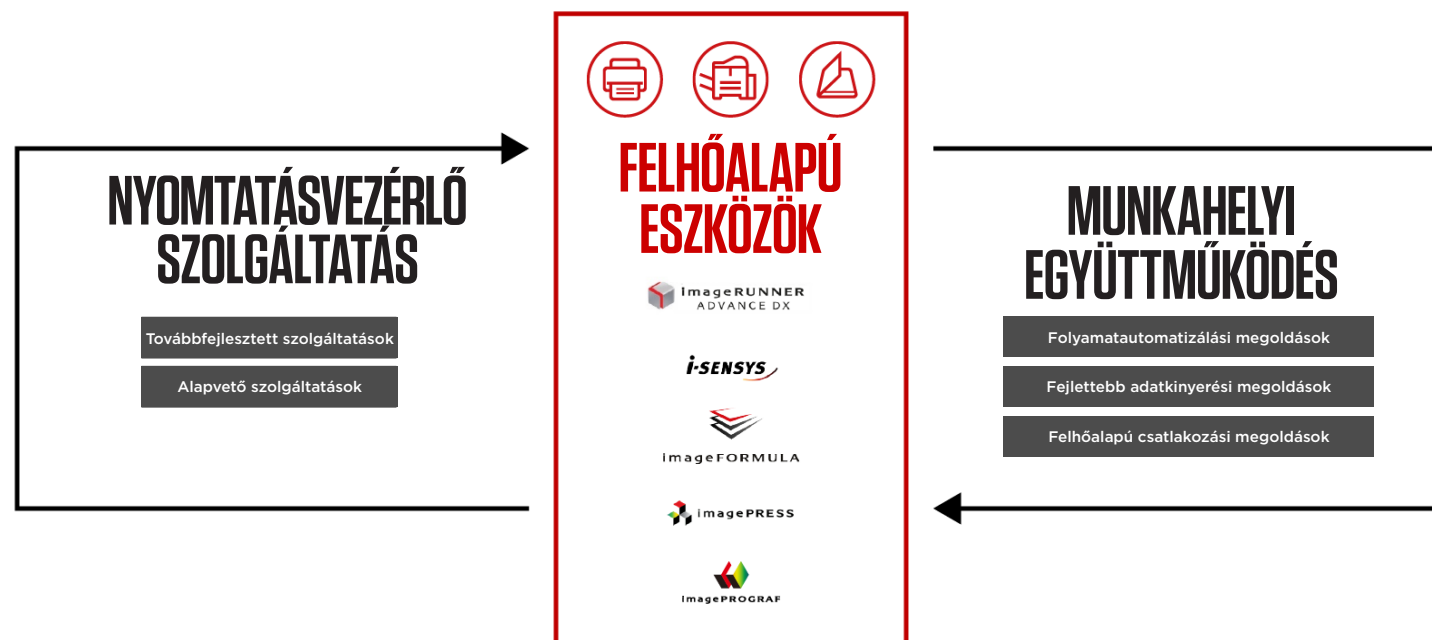 NYOMTATÁSVEZÉRLŐ
SZOLGÁLTATÁS
Továbbfejlesztett szolgáltatások
Alapvető szolgáltatások
FELHŐALAPÚ
ESZKÖZÖK
imageRUNNER
ADVANCE DX
i-SENSYS
imageFORMULA
imagePRESS
imagePROGRAF
MUNKAHELYI
EGYÜTTMŰKÖDÉS
Folyamatautomatizálási megoldások
Fejlettebb adatkinyerési megoldások
Felhőalapú csatlakozási megoldások